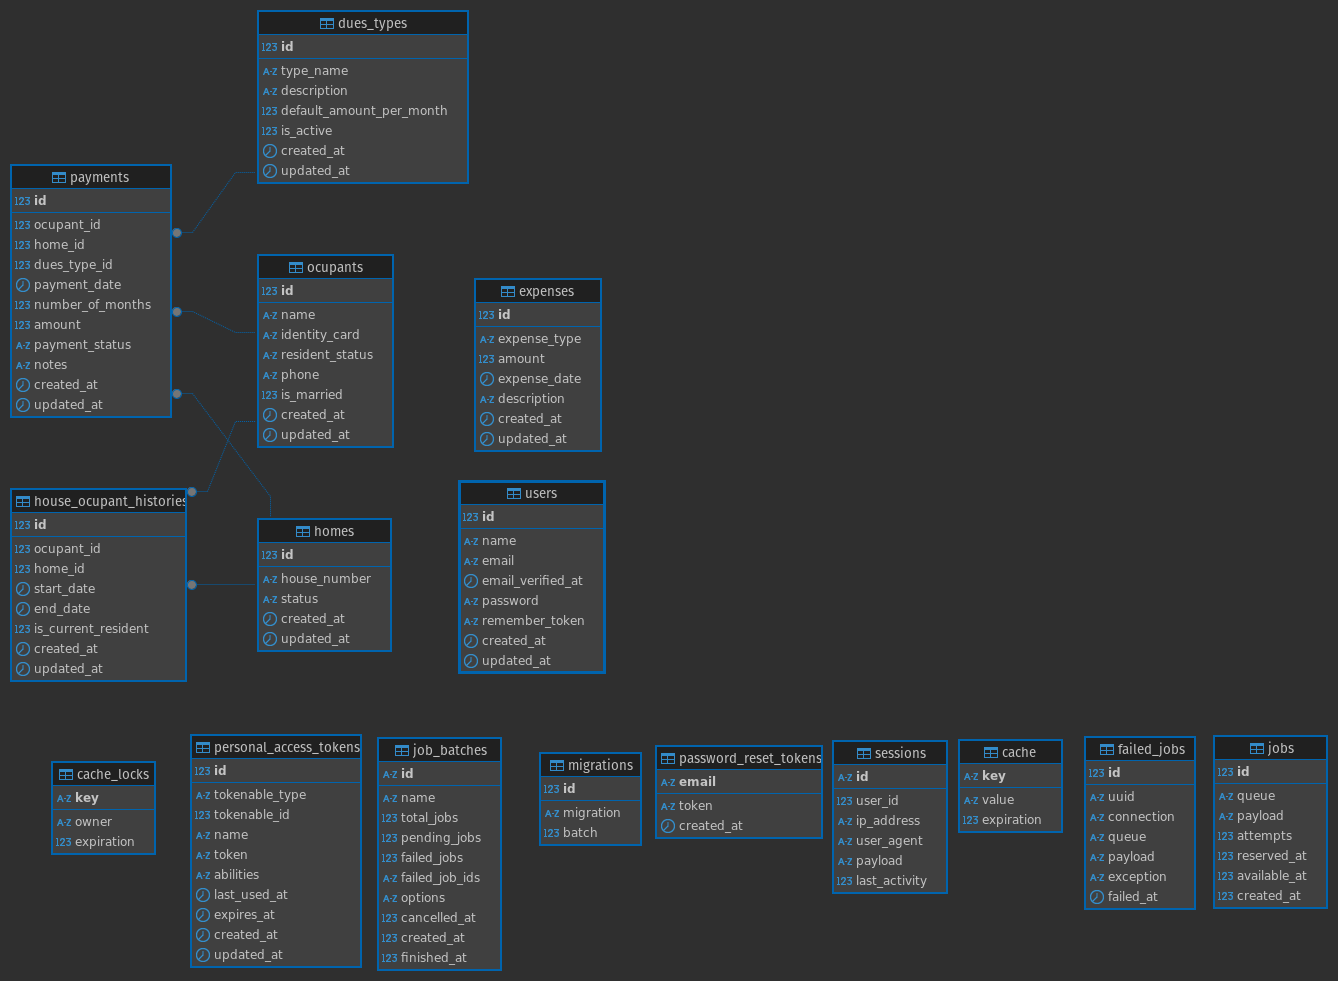 dues_types
123 id
A-Z type_name
A-Z description
123 default_amount_per_month
123 is_active
created_at
updated_at
payments
123 id
123 ocupant_id
123 home_id
123 dues_type_id
payment_date
123 number_of_months
123 amount
A-Z payment_status
A-Z notes
created_at
updated_at
ocupants
123 id
A-Z name
A-Z identity_card
A-Z resident_status
A-Z phone
123 is_married
created_at
updated_at
expenses
123 id
A-Z expense_type
123 amount
expense_date
A-Z description
created_at
updated_at
house_ocupant_histories
123 id
123 ocupant_id
123 home_id
start_date
end_date
123 is_current_resident
created_at
updated_at
homes
123 id
A-Z house_number
A-Z status
created_at
updated_at
users
123 id
A-Z name
A-Z email
email_verified_at
A-Z password
A-Z remember_token
created_at
updated_at
cache_locks
A-Z key
A-Z owner
123 expiration
personal_access_tokens
123 id
A-Z tokenable_type
123 tokenable_id
A-Z name
A-Z token
A-Z abilities
last_used_at
expires_at
created_at
updated_at
job_batches
A-Z id
A-Z name
123 total_jobs
123 pending_jobs
123 failed_jobs
A-Z failed_job_ids
A-Z options
123 cancelled_at
123 created_at
123 finished_at
migrations
123 id
A-Z migration
123 batch
password_reset_tokens
A-Z email
A-Z token
created_at
sessions
A-Z id
123 user_id
A-Z ip_address
A-Z user_agent
A-Z payload
123 last_activity
cache
A-Z key
A-Z value
123 expiration
failed_jobs
123 id
A-Z uuid
A-Z connection
A-Z queue
A-Z payload
A-Z exception
failed_at
jobs
123 id
A-Z queue
A-Z payload
123 attempts
123 reserved_at
123 available_at
123 created_at